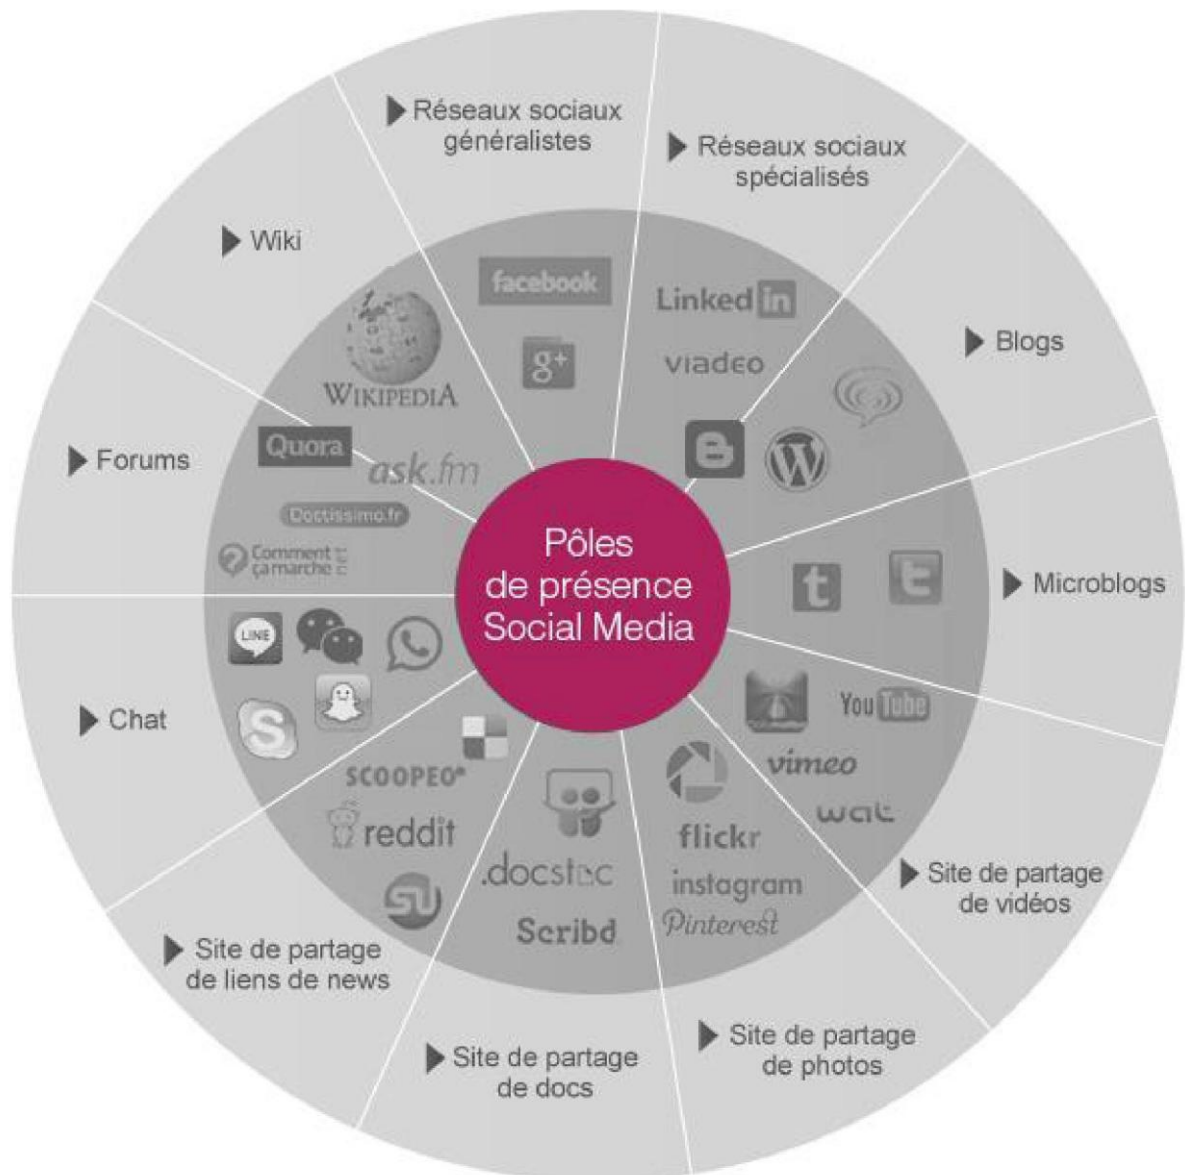 Réseaux sociaux
généralistes
Réseaux sociaux
spécialisés
Blogs
Microblogs
Site de partage
de vidéos
Site de partage
de photos
Site de partage
de docs
Site de partage
de liens de news
Chat
Forums
Wiki
facebook
g+
Linked in
viadeo
B
W
t
t
You Tube
vimeo
wat
flickr
instagram
Pinterest
.docstoc
Scribd
SCOOPEO
reddit
su
LINE
S
Quora
ask.fm
Doctissimo.fr
Comment
ça marche
.net
WIKIPEDIA
Pôles
de présence
Social Media